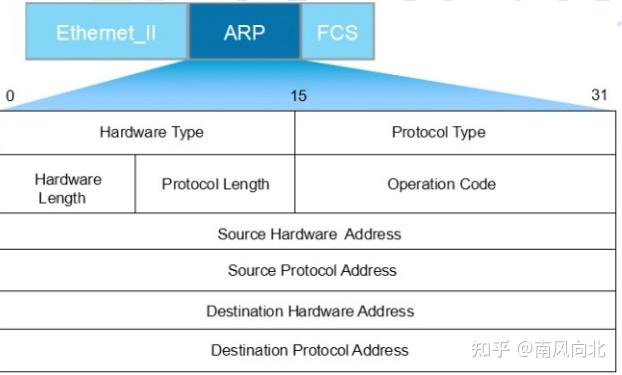 Ethernet_II ARP FCS
0 15 31
Hardware Type Protocol Type
Hardware Length Protocol Length Operation Code
Source Hardware Address
Source Protocol Address
Destination Hardware Address
Destination Protocol Address
知乎 @南风向北